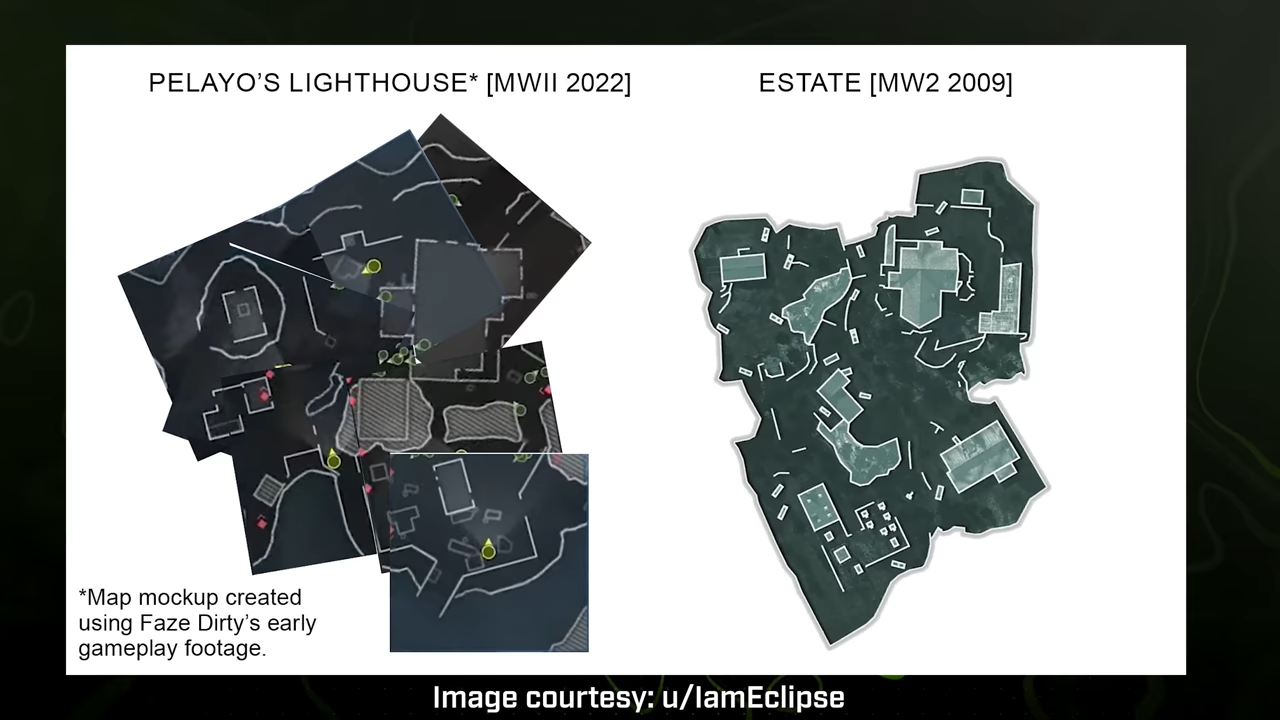 PELAYO'S LIGHTHOUSE* [MWII 2022]
ESTATE [MW2 2009]
*Map mockup created
using Faze Dirty's early
gameplay footage.
Image courtesy: u/IamEclipse